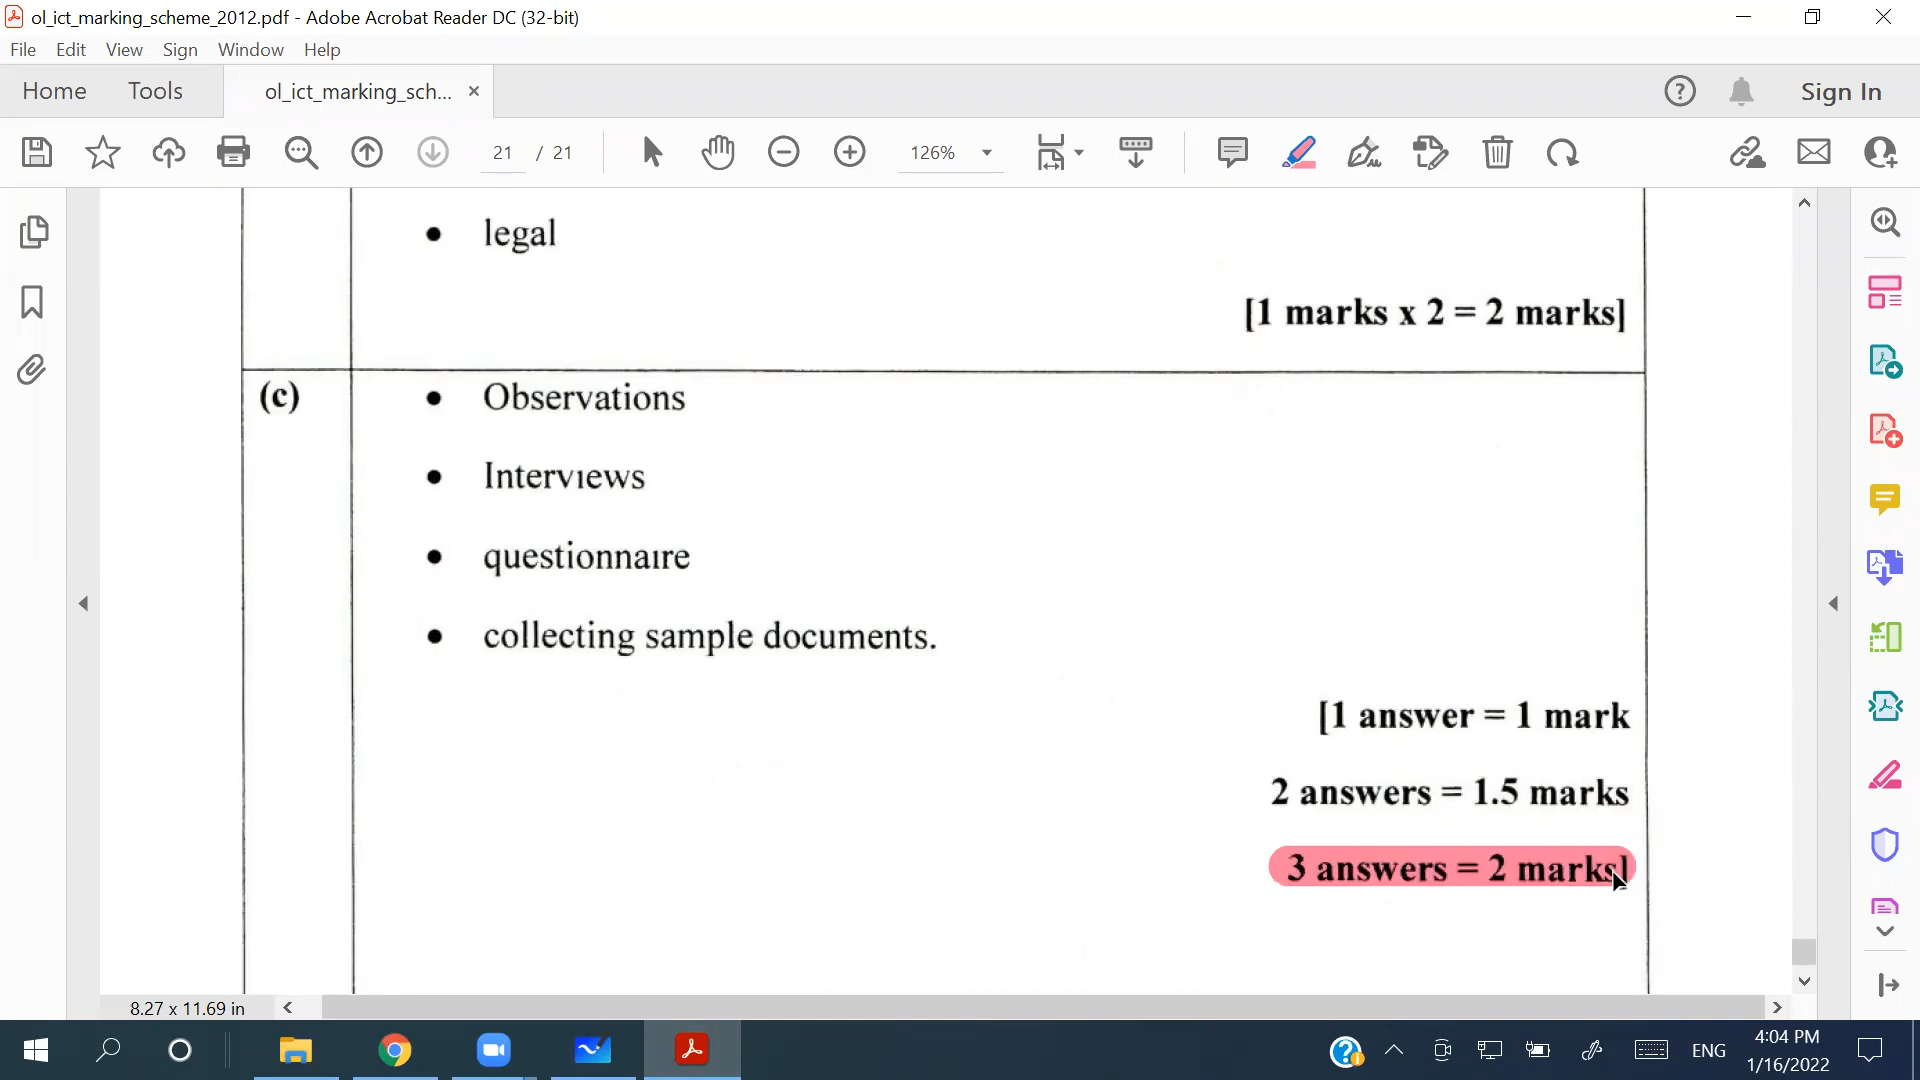 ol_ict_marking_scheme_2012.pdf - Adobe Acrobat Reader DC (32-bit)
File Edit View Sign Window Help
Home Tools ol_ict_marking_sch... × Sign In
21 / 21 126%
• legal
[1 marks x 2 = 2 marks]
(c) • Observations
• Interviews
• questionnaire
• collecting sample documents.
[1 answer = 1 mark
2 answers = 1.5 marks
3 answers = 2 marks]
8.27 x 11.69 in
ENG
4:04 PM
1/16/2022